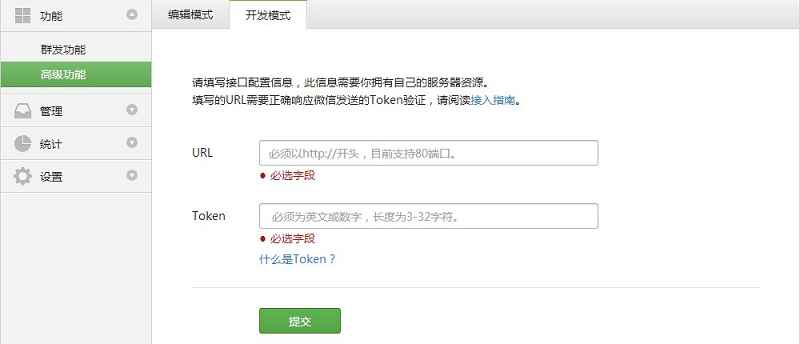 功能
群发功能
高级功能
管理
统计
设置
编辑模式
开发模式
请填写接口配置信息，此信息需要你拥有自己的服务器资源。
填写的URL需要正确响应微信发送的Token验证，请阅读接入指南。
URL
必须以http://开头，目前支持80端口。
必选字段
Token
必须为英文或数字，长度为3-32字符。
必选字段
什么是Token？
提交